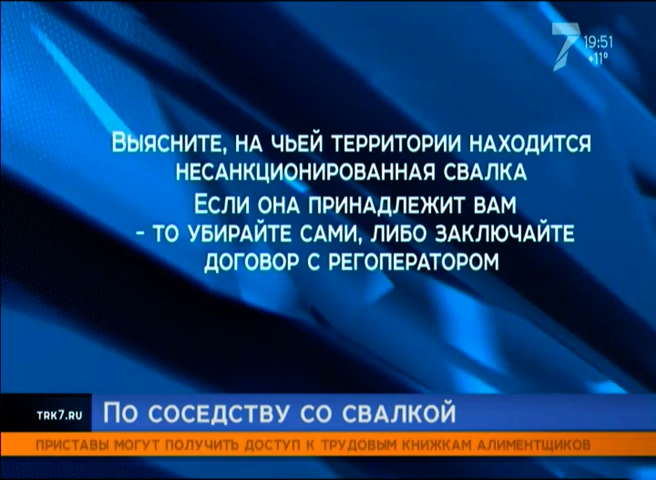 7
19:51
+11°
Выясните, на чьей территории находится
несанкционированная свалка
Если она принадлежит вам
- то убирайте сами, либо заключайте
договор с регоператором
TRK7.RU
По соседству со свалкой
ПРИСТАВЫ МОГУТ ПОЛУЧИТЬ ДОСТУП К ТРУДОВЫМ КНИЖКАМ АЛИМЕНТЩИКОВ